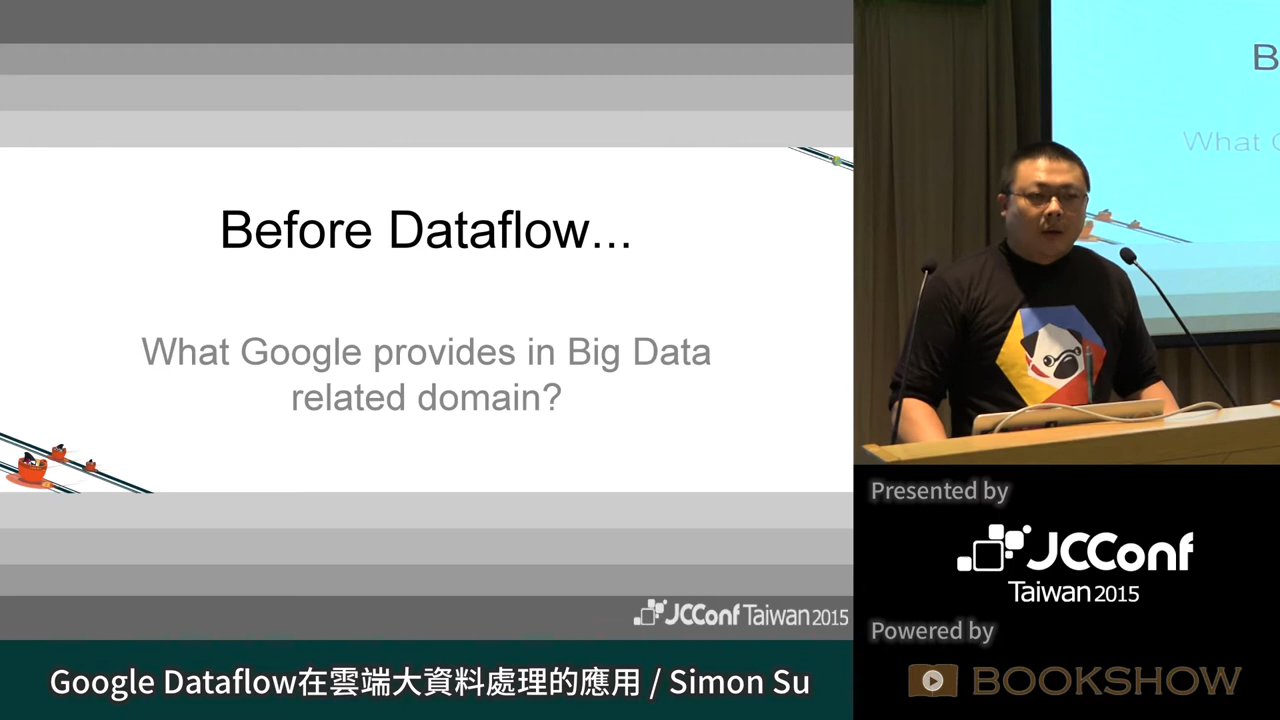 Before Dataflow...
What Google provides in Big Data
related domain?
JCConf Taiwan 2015
Google Dataflow在雲端大資料處理的應用 / Simon Su
B
What
Presented by
JCConf
Taiwan 2015
Powered by
BOOKSHOW